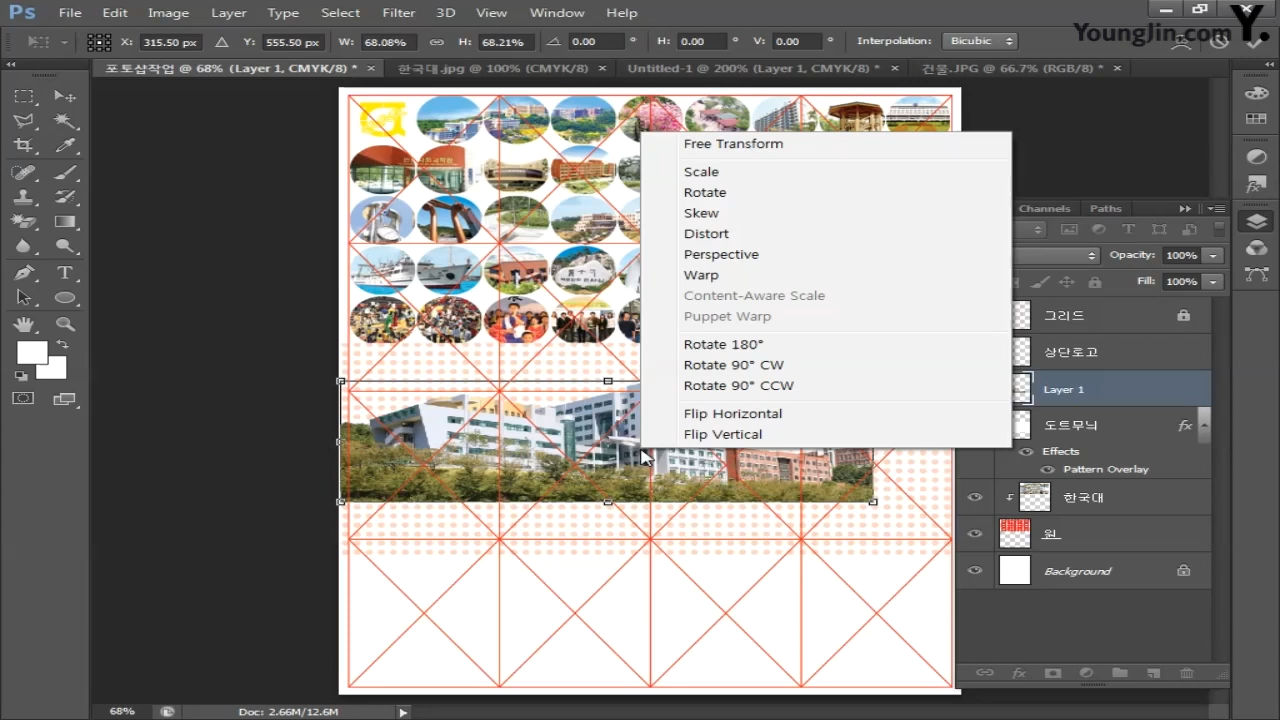 Ps File Edit Image Layer Type Select Filter 3D View Window Help
YoungJin.com Y.
X: 315.50 px Y: 555.50 px W: 68.08% H: 68.21% 0.00 ° H: 0.00 ° V: 0.00 ° Interpolation: Bicubic
포토샵작업 @ 68% (Layer 1, CMYK/8) * × 한국대.jpg @ 100% (CMYK/8) × Untitled-1 @ 200% (Layer 1, CMYK/8) * × 건물.JPG @ 66.7% (RGB/8) * ×
Free Transform
Scale
Rotate
Skew
Distort
Perspective
Warp
Content-Aware Scale
Puppet Warp
Rotate 180°
Rotate 90° CW
Rotate 90° CCW
Flip Horizontal
Flip Vertical
Channels Paths
Opacity: 100%
Fill: 100%
그리드
상단로고
Layer 1
도트무늬 fx
Effects
Pattern Overlay
한국대
원
Background
68% Doc: 2.66M/12.6M